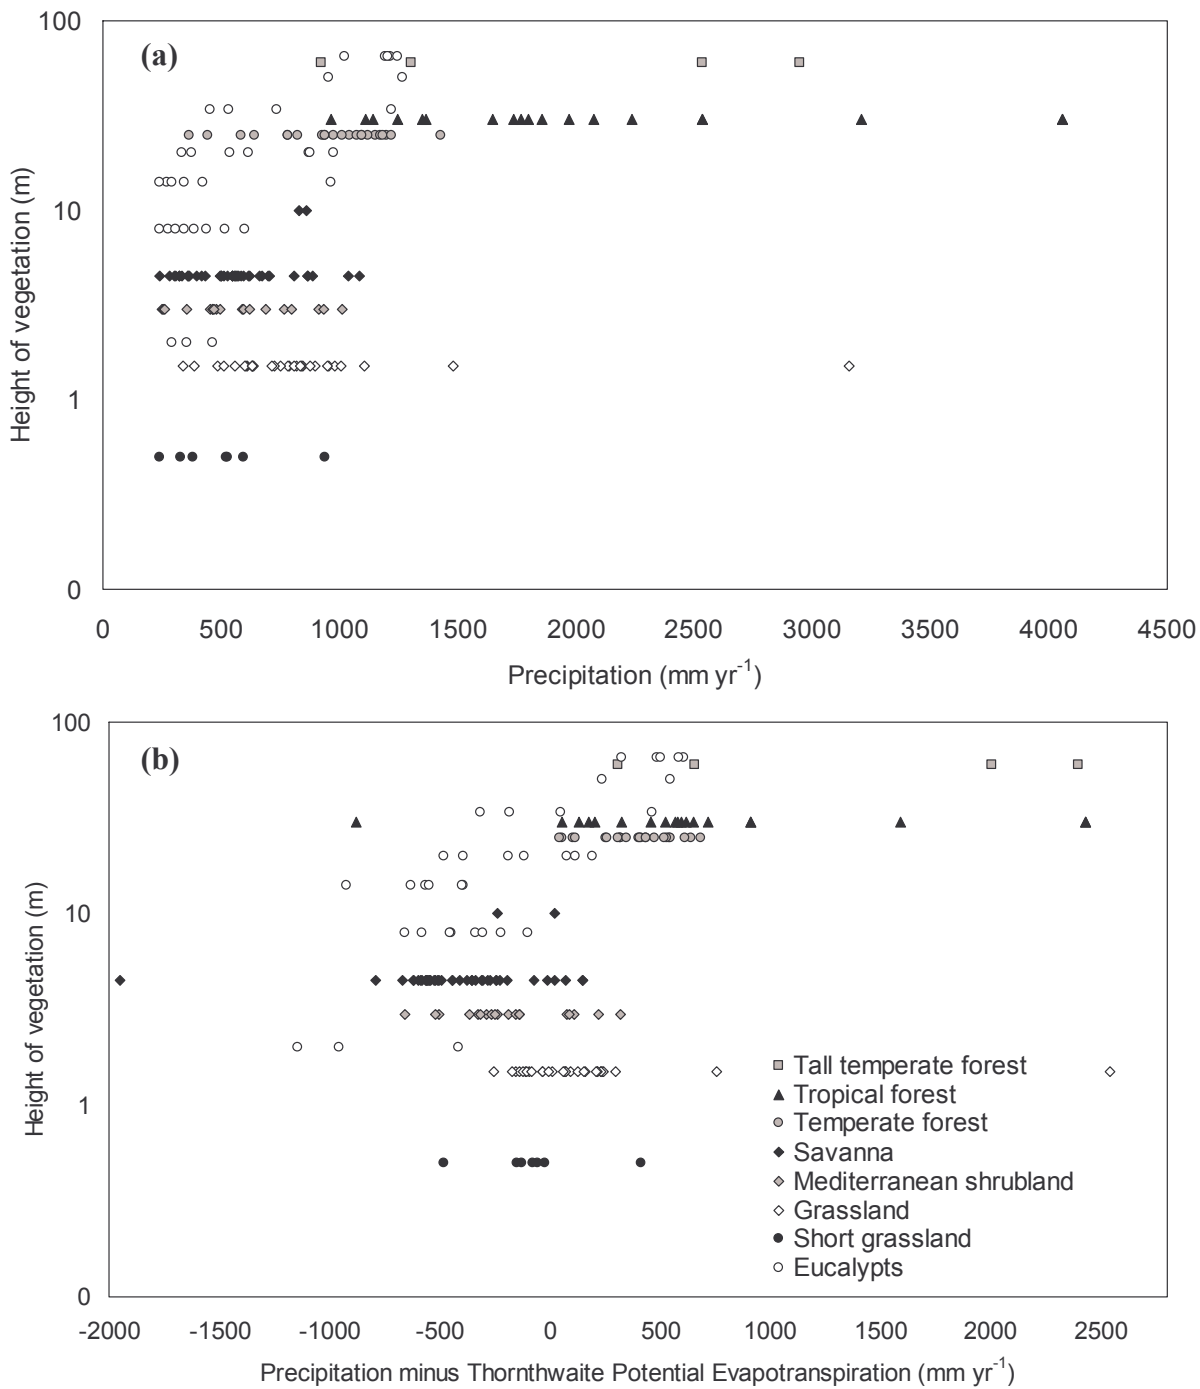 100
(a)
10
1
0
Height of vegetation (m)
0 500 1000 1500 2000 2500 3000 3500 4000 4500
Precipitation (mm yr⁻¹)
100
(b)
10
1
0
Height of vegetation (m)
Tall temperate forest
Tropical forest
Temperate forest
Savanna
Mediterranean shrubland
Grassland
Short grassland
Eucalypts
-2000 -1500 -1000 -500 0 500 1000 1500 2000 2500
Precipitation minus Thornthwaite Potential Evapotranspiration (mm yr⁻¹)